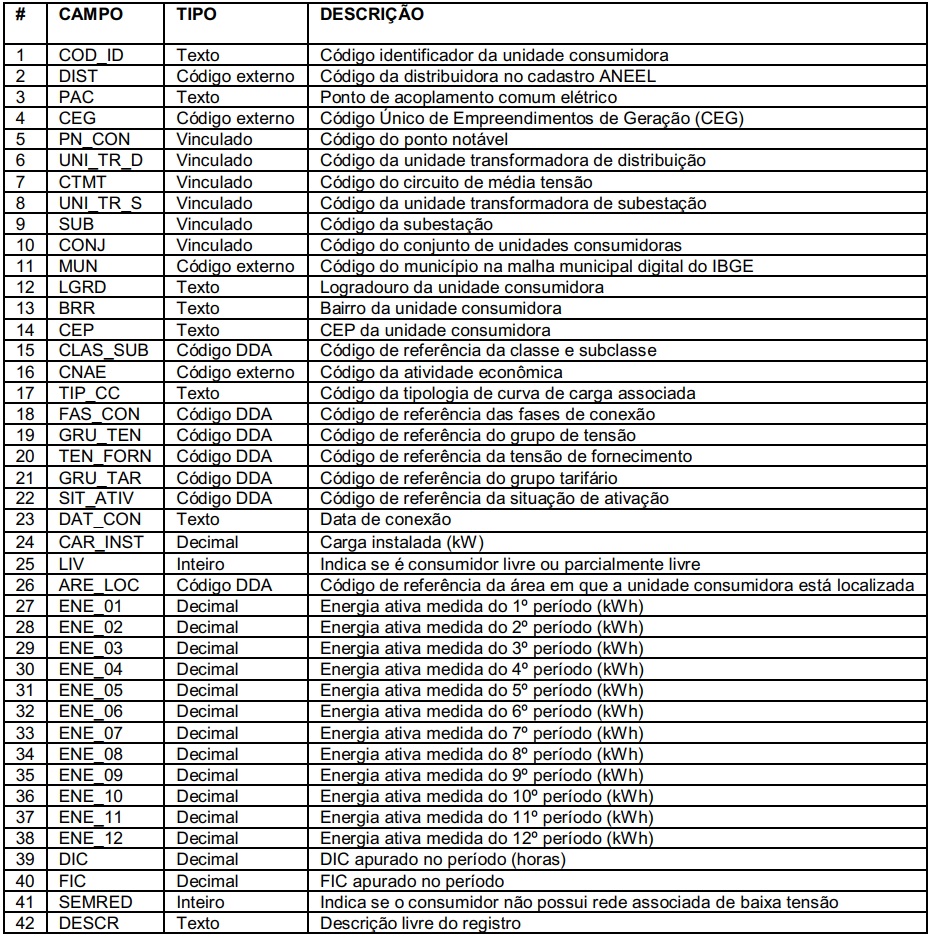 # CAMPO TIPO DESCRIÇÃO
1 COD_ID Texto Código identificador da unidade consumidora
2 DIST Código externo Código da distribuidora no cadastro ANEEL
3 PAC Texto Ponto de acoplamento comum elétrico
4 CEG Código externo Código Único de Empreendimentos de Geração (CEG)
5 PN_CON Vinculado Código do ponto notável
6 UNI_TR_D Vinculado Código da unidade transformadora de distribuição
7 CTMT Vinculado Código do circuito de média tensão
8 UNI_TR_S Vinculado Código da unidade transformadora de subestação
9 SUB Vinculado Código da subestação
10 CONJ Vinculado Código do conjunto de unidades consumidoras
11 MUN Código externo Código do município na malha municipal digital do IBGE
12 LGRD Texto Logradouro da unidade consumidora
13 BRR Texto Bairro da unidade consumidora
14 CEP Texto CEP da unidade consumidora
15 CLAS_SUB Código DDA Código de referência da classe e subclasse
16 CNAE Código externo Código da atividade econômica
17 TIP_CC Texto Código da tipologia de curva de carga associada
18 FAS_CON Código DDA Código de referência das fases de conexão
19 GRU_TEN Código DDA Código de referência do grupo de tensão
20 TEN_FORN Código DDA Código de referência da tensão de fornecimento
21 GRU_TAR Código DDA Código de referência do grupo tarifário
22 SIT_ATIV Código DDA Código de referência da situação de ativação
23 DAT_CON Texto Data de conexão
24 CAR_INST Decimal Carga instalada (kW)
25 LIV Inteiro Indica se é consumidor livre ou parcialmente livre
26 ARE_LOC Código DDA Código de referência da área em que a unidade consumidora está localizada
27 ENE_01 Decimal Energia ativa medida do 1º período (kWh)
28 ENE_02 Decimal Energia ativa medida do 2º período (kWh)
29 ENE_03 Decimal Energia ativa medida do 3º período (kWh)
30 ENE_04 Decimal Energia ativa medida do 4º período (kWh)
31 ENE_05 Decimal Energia ativa medida do 5º período (kWh)
32 ENE_06 Decimal Energia ativa medida do 6º período (kWh)
33 ENE_07 Decimal Energia ativa medida do 7º período (kWh)
34 ENE_08 Decimal Energia ativa medida do 8º período (kWh)
35 ENE_09 Decimal Energia ativa medida do 9º período (kWh)
36 ENE_10 Decimal Energia ativa medida do 10º período (kWh)
37 ENE_11 Decimal Energia ativa medida do 11º período (kWh)
38 ENE_12 Decimal Energia ativa medida do 12º período (kWh)
39 DIC Decimal DIC apurado no período (horas)
40 FIC Decimal FIC apurado no período
41 SEMRED Inteiro Indica se o consumidor não possui rede associada de baixa tensão
42 DESCR Texto Descrição livre do registro